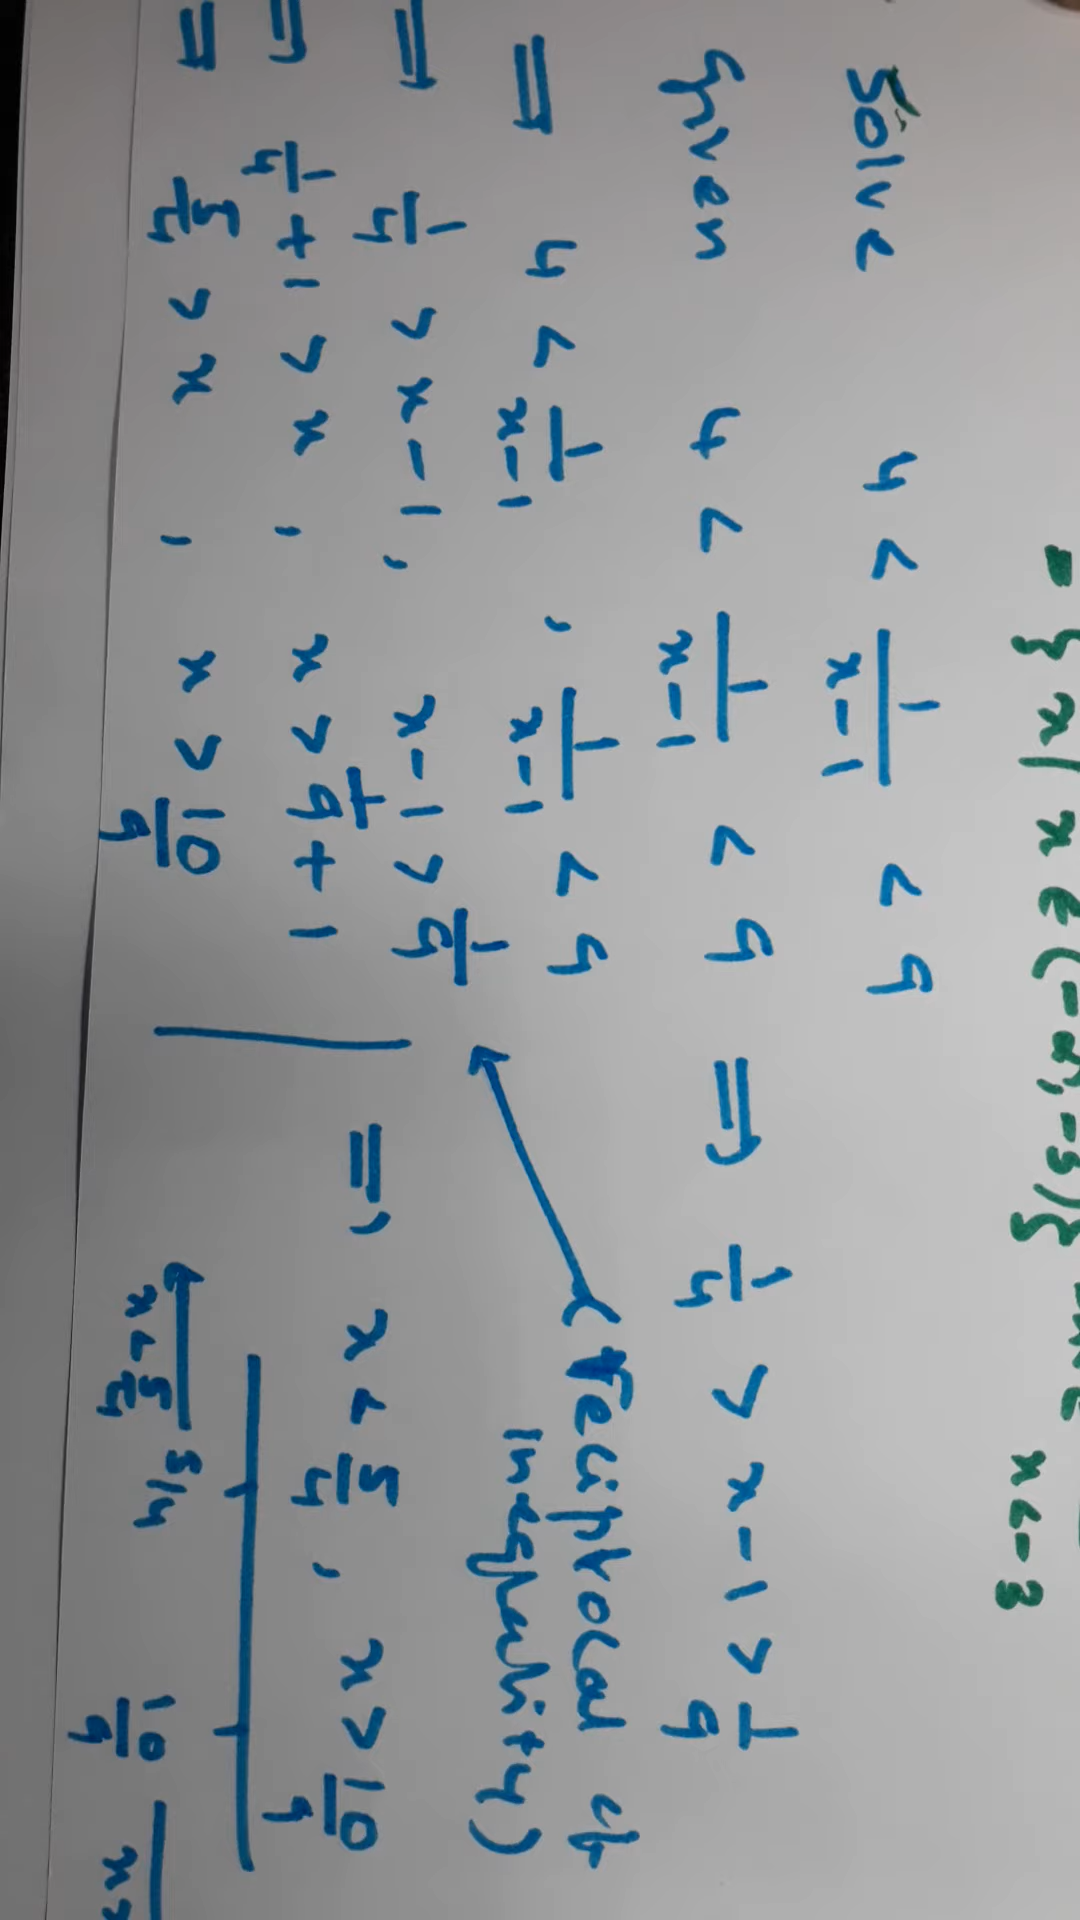 = { x | x ∈ (-∞, -3) }
x < -3
Solve 4 < 1/(x-1) < 9
Given 4 < 1/(x-1) < 9 ⇒ 1/4 > x-1 > 1/9
= 4 < 1/(x-1) , 1/(x-1) < 9
(reciprocal of inequality)
= 1/4 > x-1 , x-1 > 1/9
= 1/4 + 1 > x , x > 1/9 + 1
= 5/4 > x , x > 10/9
⇒ x < 5/4 , x > 10/9
5/4 10/9
x < 5/4 x >